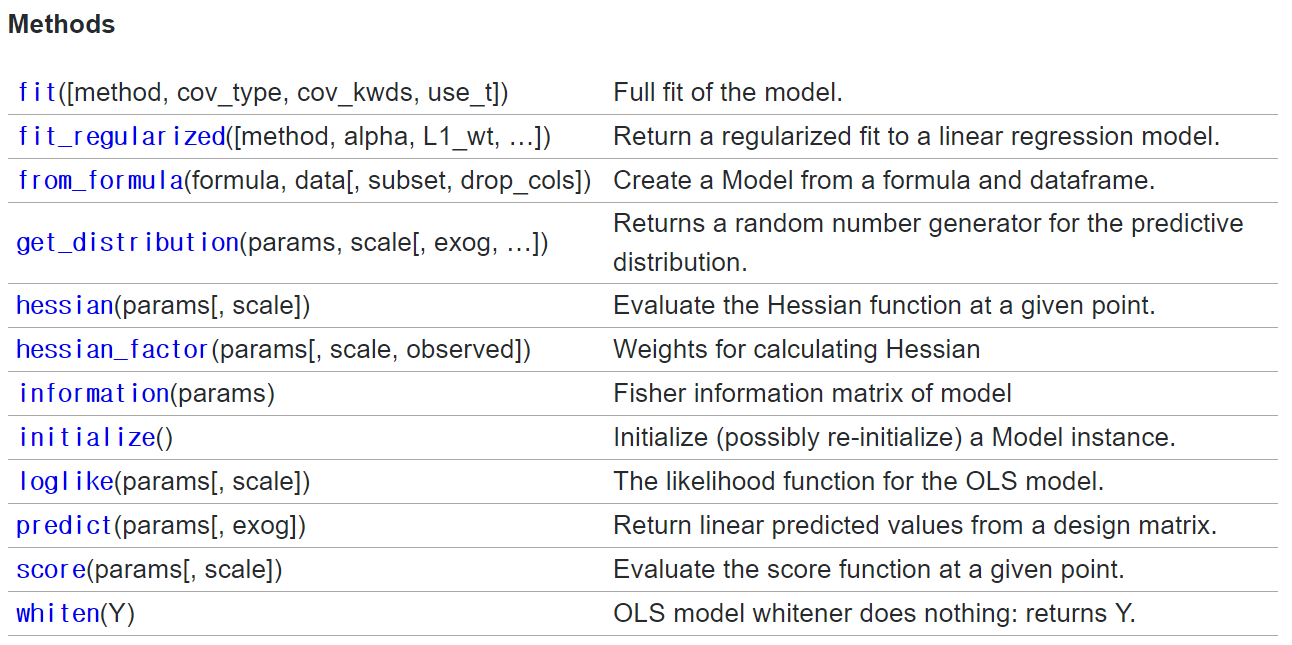 Methods
fit([method, cov_type, cov_kwds, use_t]) Full fit of the model.
fit_regularized([method, alpha, L1_wt, …]) Return a regularized fit to a linear regression model.
from_formula(formula, data[, subset, drop_cols]) Create a Model from a formula and dataframe.
get_distribution(params, scale[, exog, …]) Returns a random number generator for the predictive
distribution.
hessian(params[, scale]) Evaluate the Hessian function at a given point.
hessian_factor(params[, scale, observed]) Weights for calculating Hessian
information(params) Fisher information matrix of model
initialize() Initialize (possibly re-initialize) a Model instance.
loglike(params[, scale]) The likelihood function for the OLS model.
predict(params[, exog]) Return linear predicted values from a design matrix.
score(params[, scale]) Evaluate the score function at a given point.
whiten(Y) OLS model whitener does nothing: returns Y.